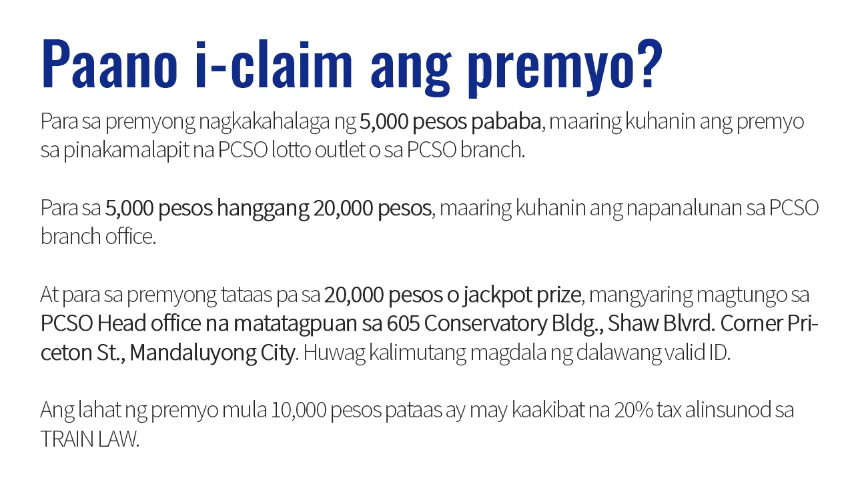 Paano i-claim ang premyo?
Para sa premyong nagkakahalaga ng 5,000 pesos pababa, maaring kuhanin ang premyo
sa pinakamalapit na PCSO lotto outlet o sa PCSO branch.
Para sa 5,000 pesos hanggang 20,000 pesos, maaring kuhanin ang napanalunan sa PCSO
branch office.
At para sa premyong tataas pa sa 20,000 pesos o jackpot prize, mangyaring magtungo sa
PCSO Head office na matatagpuan sa 605 Conservatory Bldg., Shaw Blvrd. Corner Pri-
ceton St., Mandaluyong City. Huwag kalimutang magdala ng dalawang valid ID.
Ang lahat ng premyo mula 10,000 pesos pataas ay may kaakibat na 20% tax alinsunod sa
TRAIN LAW.